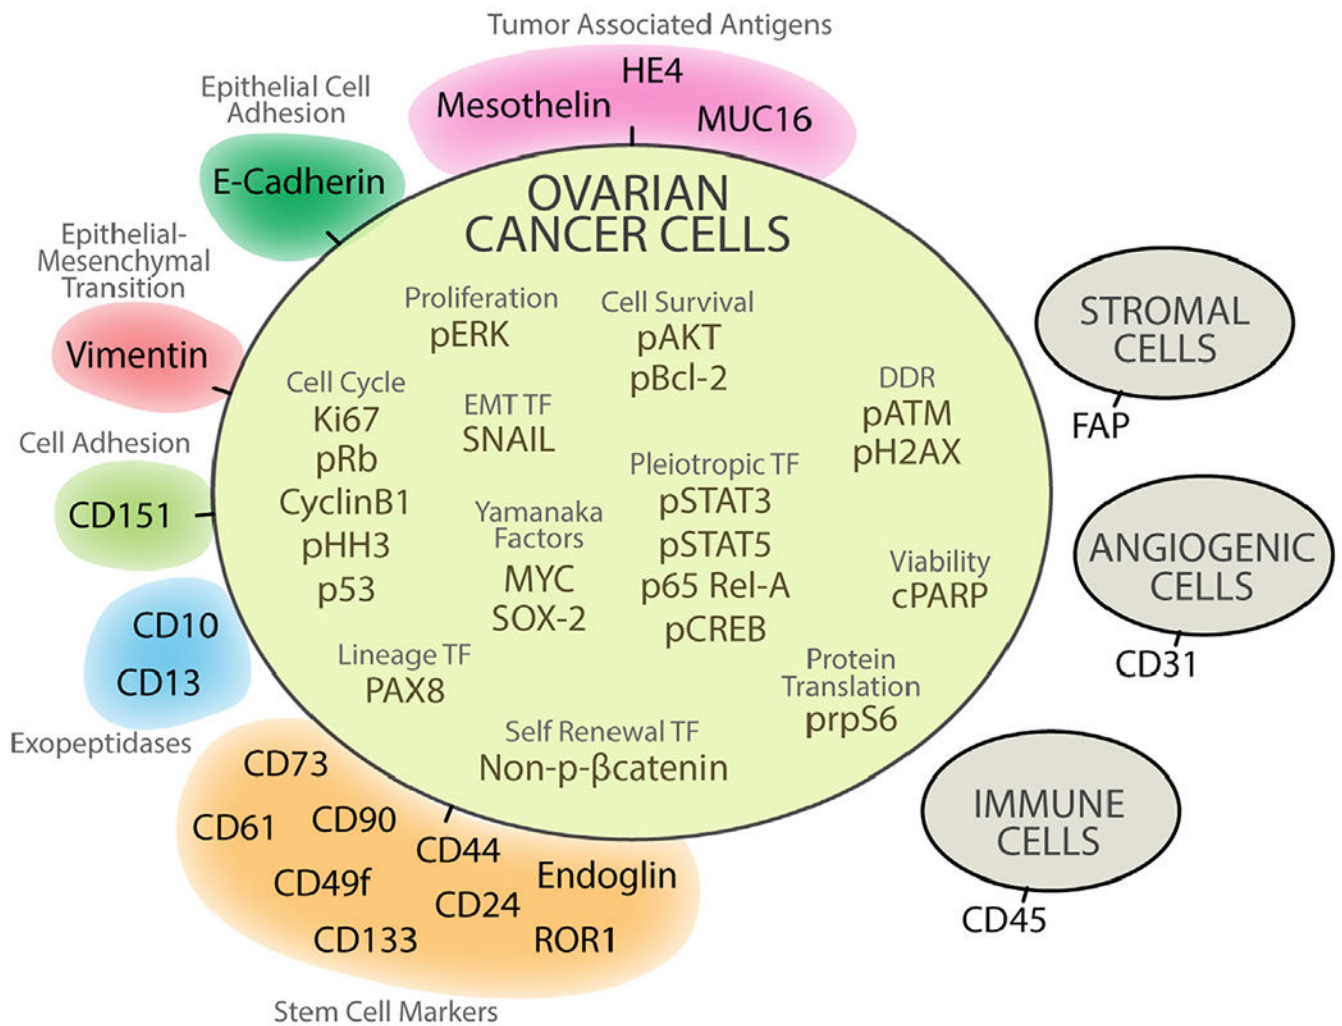 Tumor Associated Antigens
HE4
Mesothelin
MUC16
Epithelial Cell
Adhesion
E-Cadherin
Epithelial-
Mesenchymal
Transition
Vimentin
Cell Adhesion
CD151
CD10
CD13
Exopeptidases
CD73
CD61
CD90
CD44
CD49f
Endoglin
CD24
CD133
ROR1
Stem Cell Markers
OVARIAN
CANCER CELLS
Proliferation
pERK
Cell Survival
pAKT
pBcl-2
Cell Cycle
Ki67
pRb
CyclinB1
pHH3
p53
EMT TF
SNAIL
DDR
pATM
pH2AX
Pleiotropic TF
pSTAT3
pSTAT5
p65 Rel-A
pCREB
Yamanaka
Factors
MYC
SOX-2
Viability
cPARP
Lineage TF
PAX8
Protein
Translation
prpS6
Self Renewal TF
Non-p-βcatenin
STROMAL
CELLS
FAP
ANGIOGENIC
CELLS
CD31
IMMUNE
CELLS
CD45